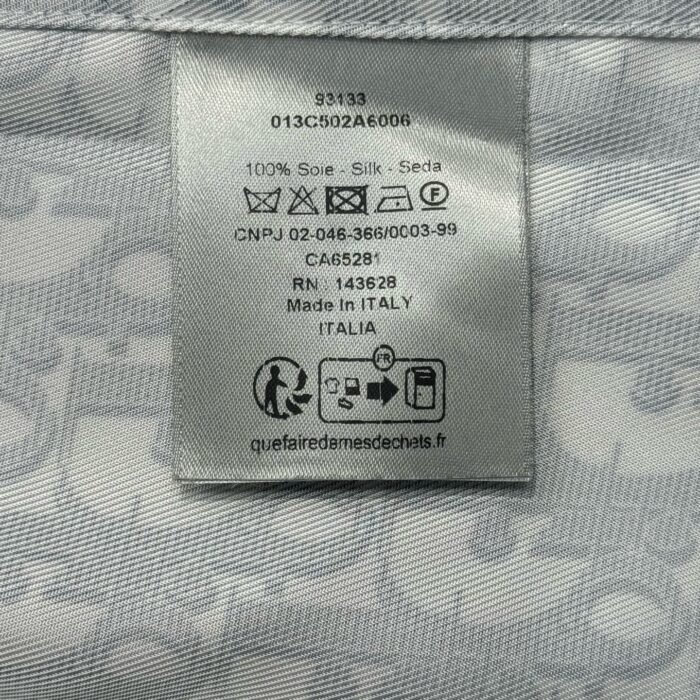 93133
013C502A6006
100% Soie - Silk - Seda
F
CNPJ 02-046-366/0003-99
CA65281
RN : 143628
Made In ITALY
ITALIA
FR
quefairedemesdechets.fr